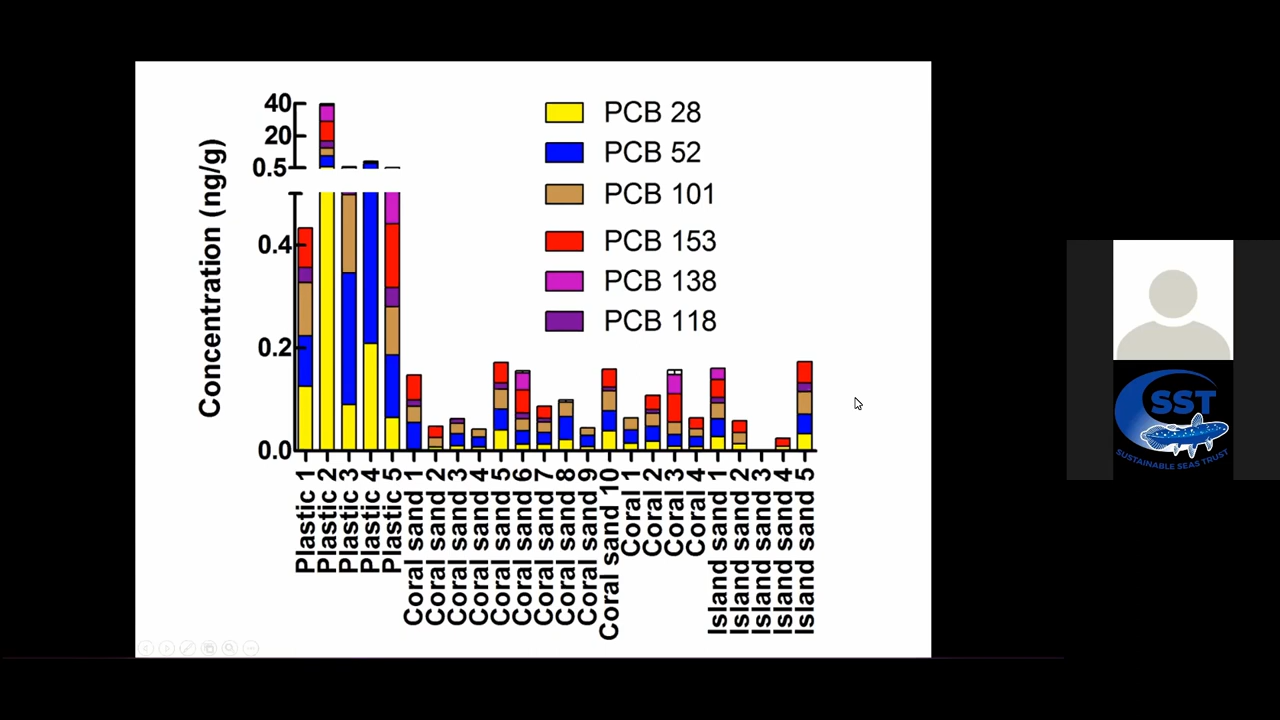 Concentration (ng/g)
40
20
0.5
0.4
0.2
0.0
PCB 28
PCB 52
PCB 101
PCB 153
PCB 138
PCB 118
Plastic 1
Plastic 2
Plastic 3
Plastic 4
Plastic 5
Coral sand 1
Coral sand 2
Coral sand 3
Coral sand 4
Coral sand 5
Coral sand 6
Coral sand 7
Coral sand 8
Coral sand 9
Coral sand 10
Coral 1
Coral 2
Coral 3
Coral 4
Island sand 1
Island sand 2
Island sand 3
Island sand 4
Island sand 5
SST
SUSTAINABLE SEAS TRUST